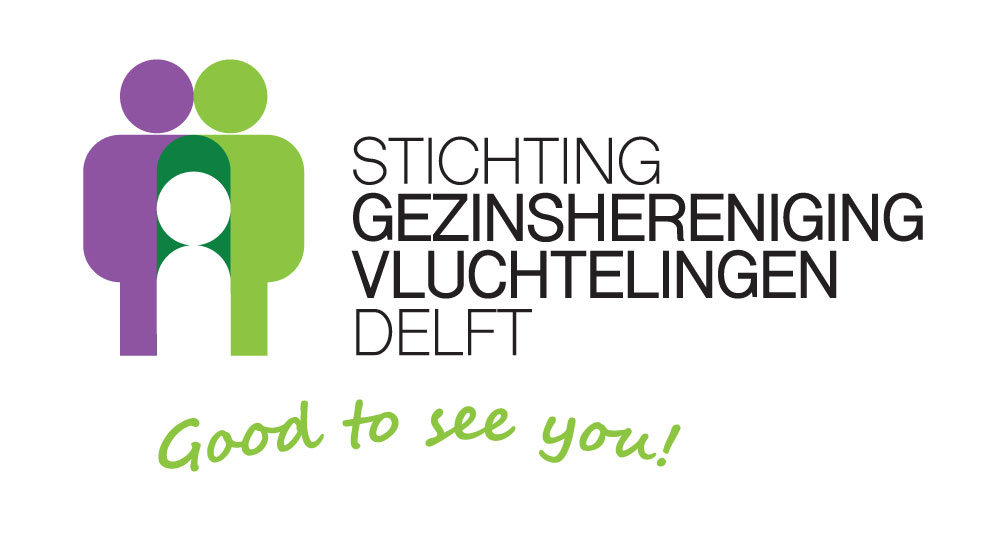 STICHTING
GEZINSHERENIGING
VLUCHTELINGEN
DELFT
Good to see you!